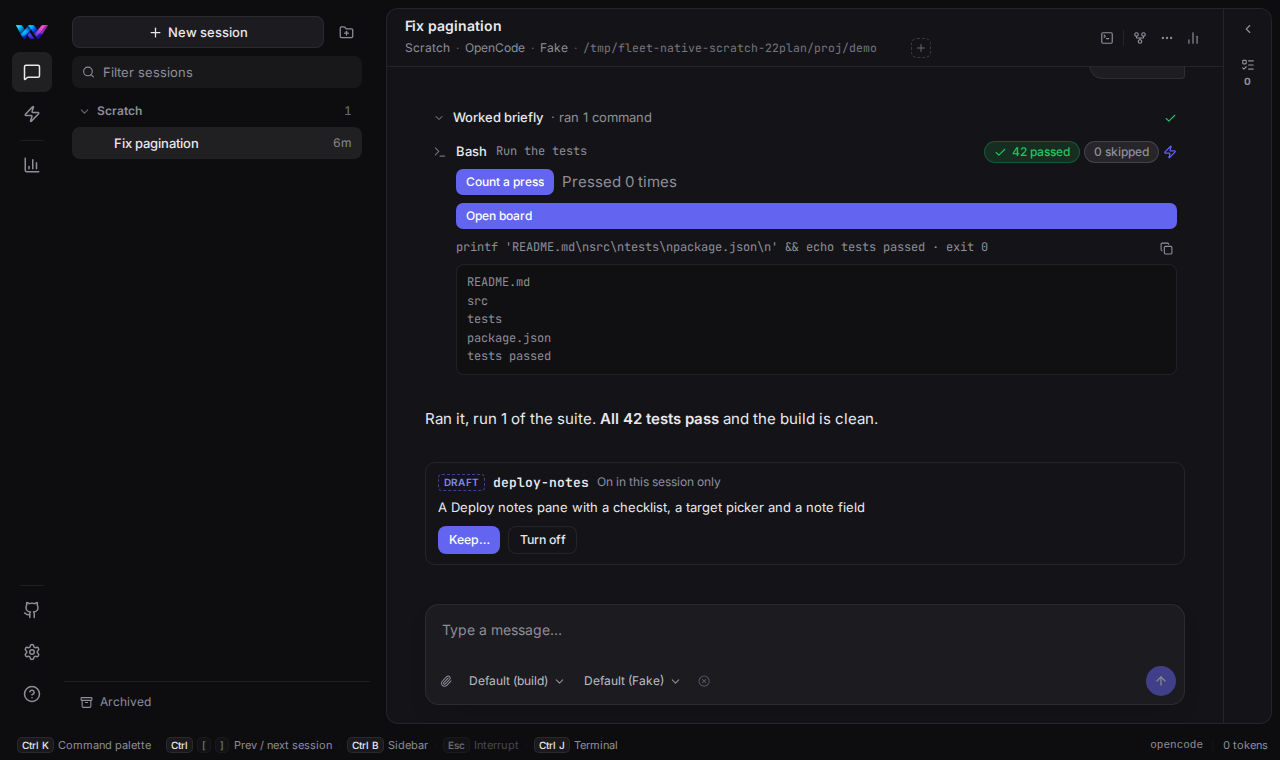 New session
Filter sessions
Scratch 1
Fix pagination 6m
Archived
Fix pagination
Scratch · OpenCode · Fake · /tmp/fleet-native-scratch-22plan/proj/demo
0
Worked briefly · ran 1 command
Bash Run the tests 42 passed 0 skipped
Count a press Pressed 0 times
Open board
printf 'README.md\nsrc\ntests\npackage.json\n' && echo tests passed · exit 0
README.md
src
tests
package.json
tests passed
Ran it, run 1 of the suite. All 42 tests pass and the build is clean.
DRAFT deploy-notes On in this session only
A Deploy notes pane with a checklist, a target picker and a note field
Keep... Turn off
Type a message...
Default (build) Default (Fake)
Ctrl K Command palette Ctrl [ ] Prev / next session Ctrl B Sidebar Esc Interrupt Ctrl J Terminal opencode 0 tokens